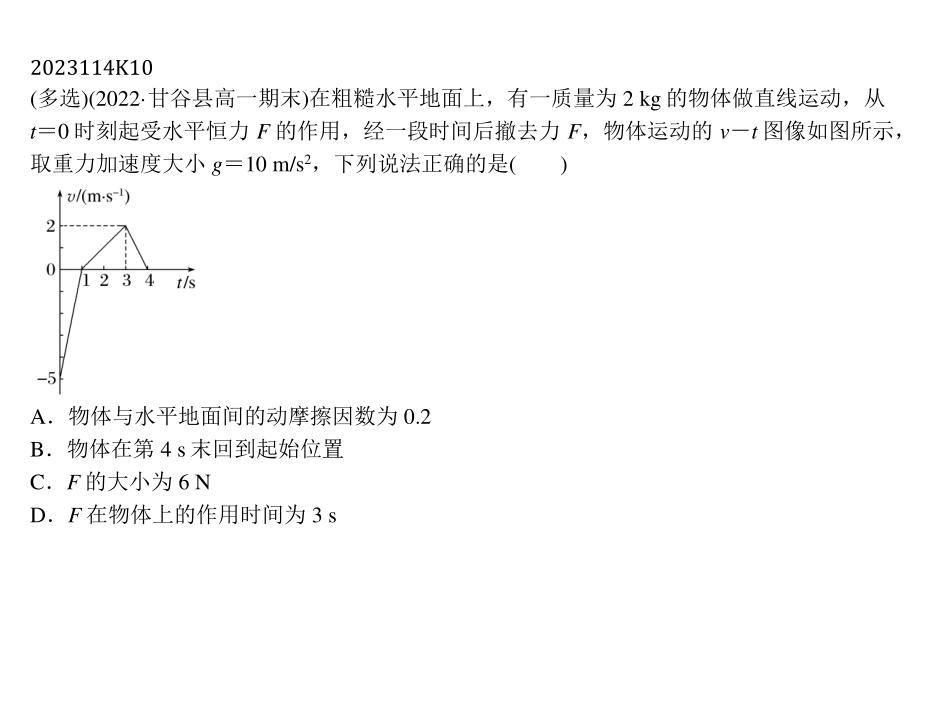 2023114K10
(多选)(2022·甘谷县高一期末)在粗糙水平地面上，有一质量为 2 kg 的物体做直线运动，从
t＝0 时刻起受水平恒力 F 的作用，经一段时间后撤去力 F，物体运动的 v－t 图像如图所示，
取重力加速度大小 g＝10 m/s²，下列说法正确的是(　　)
v/(m·s⁻¹)
2
0
1 2 3 4 t/s
−5
A．物体与水平地面间的动摩擦因数为 0.2
B．物体在第 4 s 末回到起始位置
C．F 的大小为 6 N
D．F 在物体上的作用时间为 3 s